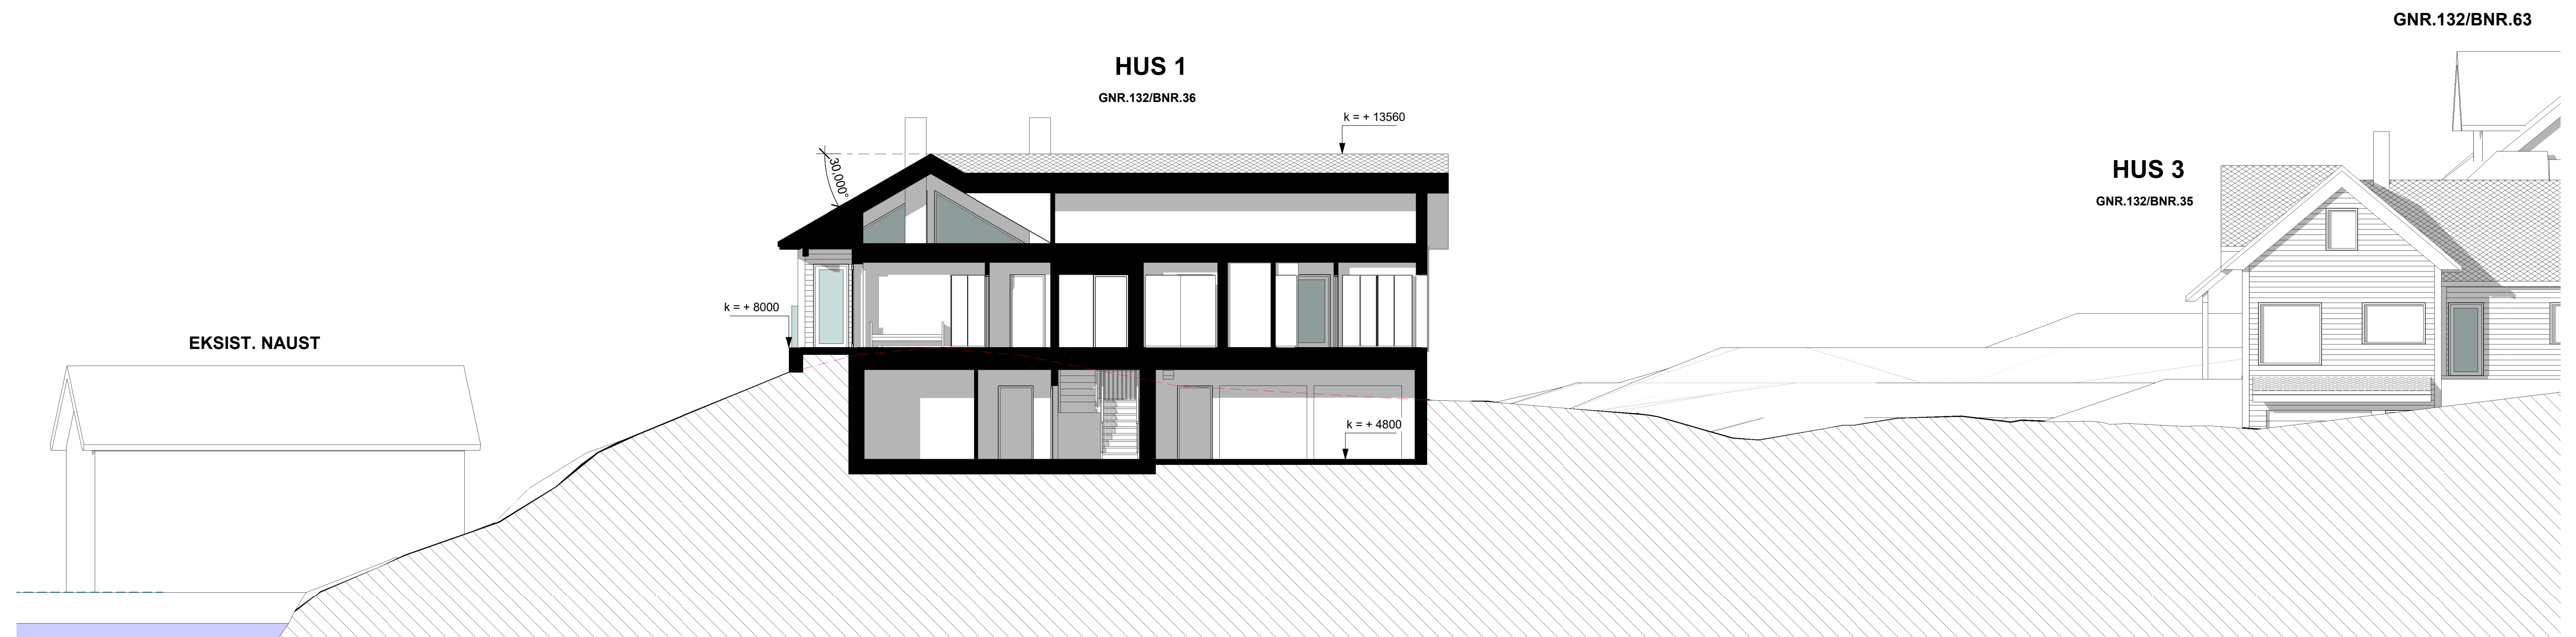 GNR.132/BNR.63
HUS 1
GNR.132/BNR.36
k = + 13560
30.000°
HUS 3
GNR.132/BNR.35
k = + 8000
EKSIST. NAUST
k = + 4800